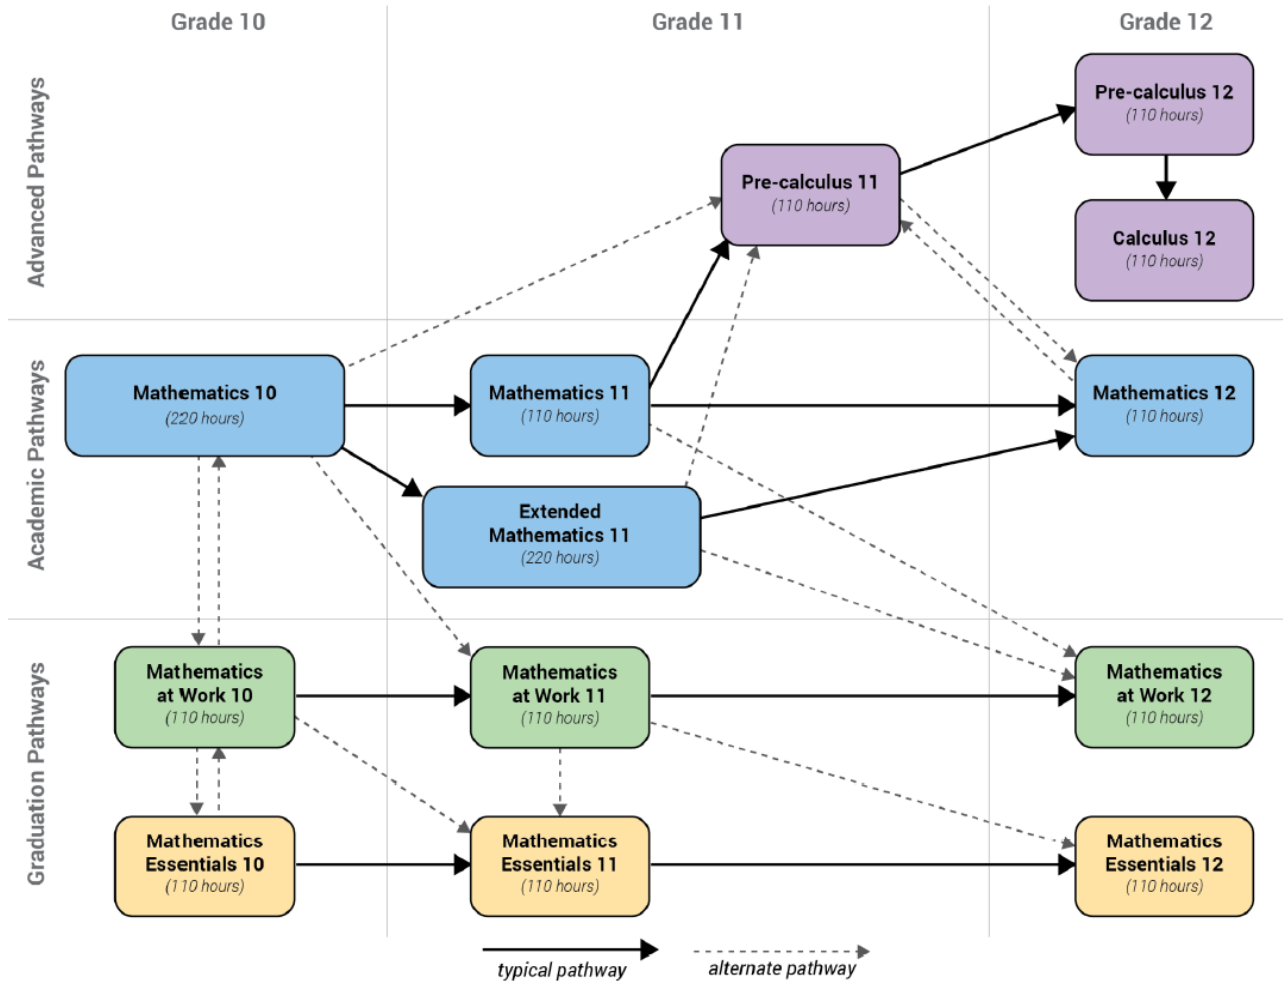 Grade 10
Grade 11
Grade 12
Advanced Pathways
Pre-calculus 12
(110 hours)
Pre-calculus 11
(110 hours)
Calculus 12
(110 hours)
Academic Pathways
Mathematics 10
(220 hours)
Mathematics 11
(110 hours)
Mathematics 12
(110 hours)
Extended
Mathematics 11
(220 hours)
Graduation Pathways
Mathematics
at Work 10
(110 hours)
Mathematics
at Work 11
(110 hours)
Mathematics
at Work 12
(110 hours)
Mathematics
Essentials 10
(110 hours)
Mathematics
Essentials 11
(110 hours)
Mathematics
Essentials 12
(110 hours)
typical pathway
alternate pathway